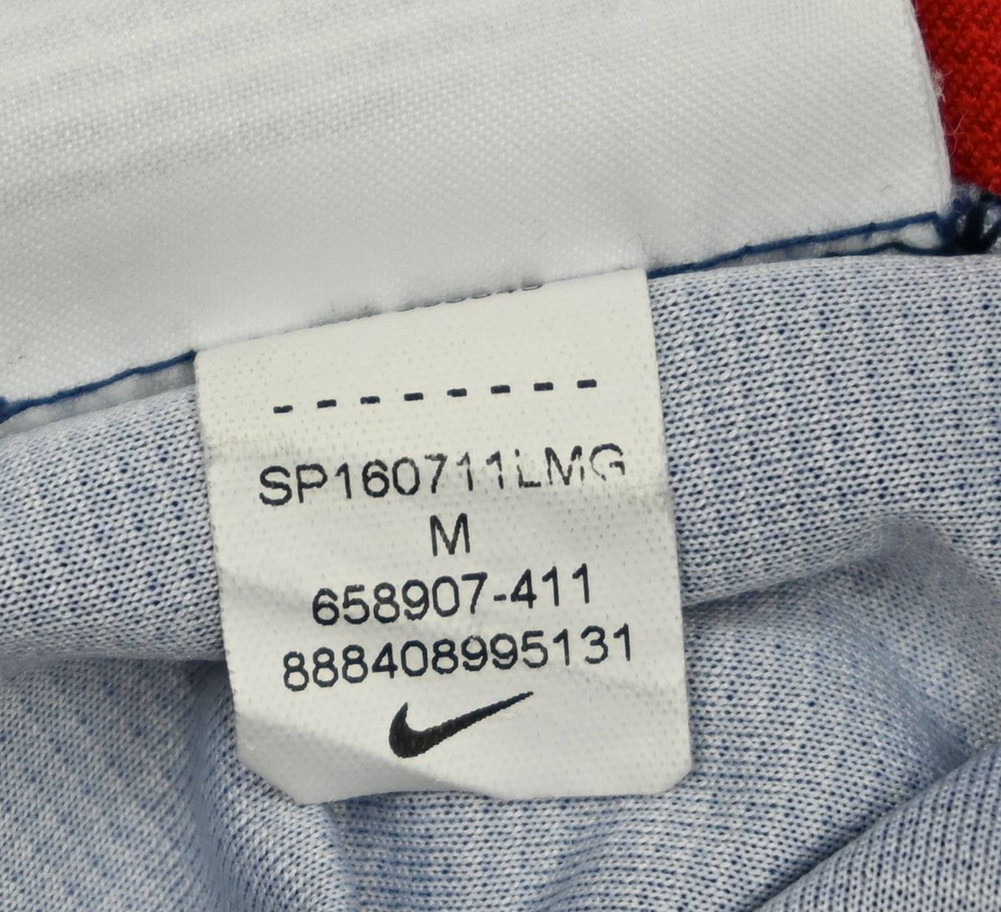 - - - - - - - -
SP160711LMG
M
658907-411
888408995131